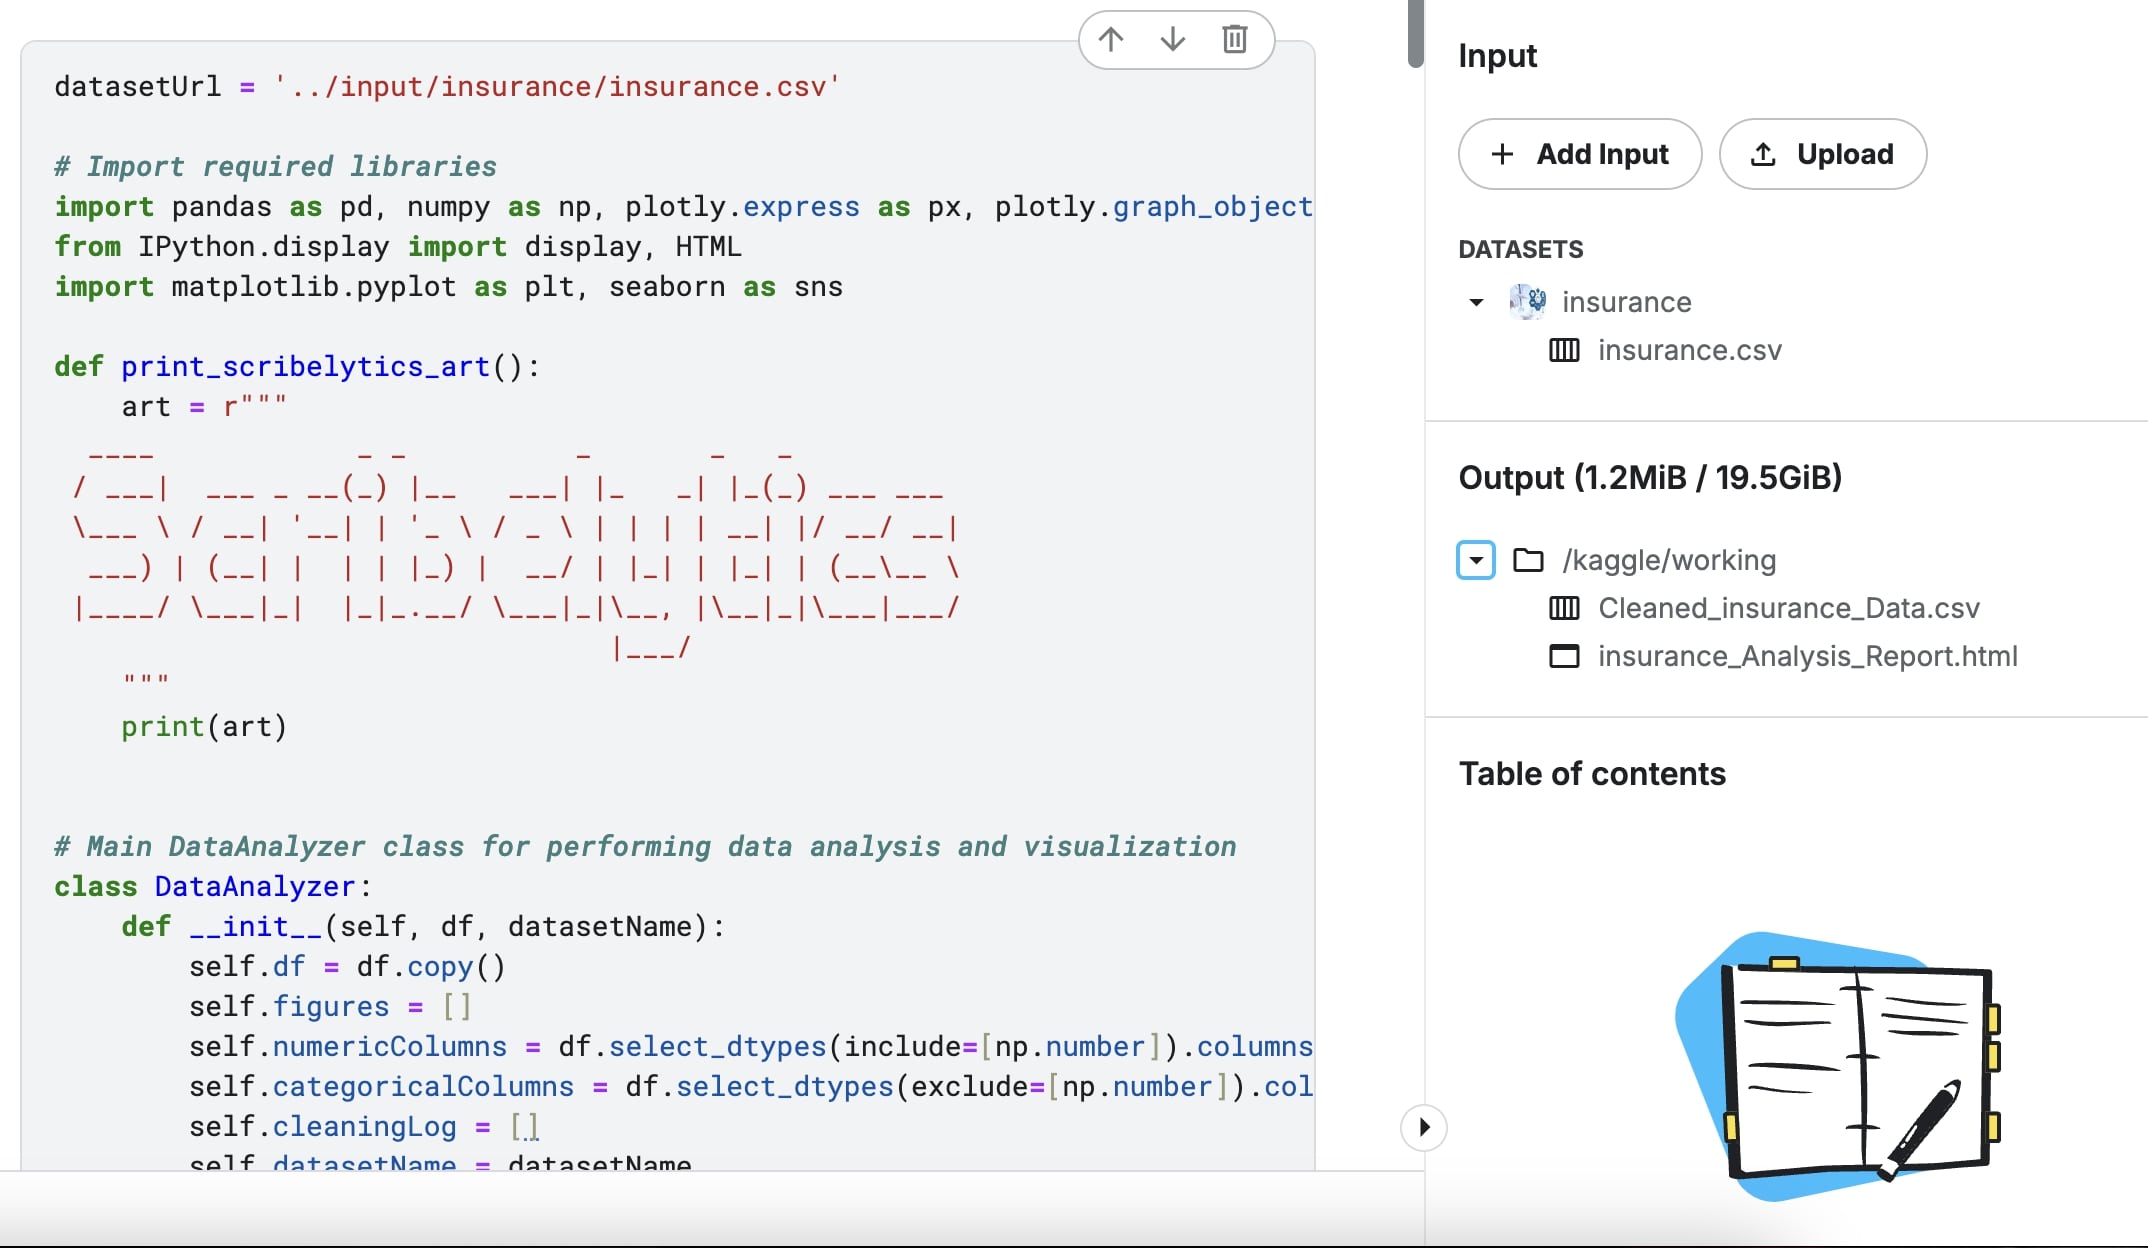 datasetUrl = '../input/insurance/insurance.csv'
# Import required libraries
import pandas as pd, numpy as np, plotly.express as px, plotly.graph_object
from IPython.display import display, HTML
import matplotlib.pyplot as plt, seaborn as sns
def print_scribelytics_art():
    art = r"""
  ____            _ _          _       _   _
 / ___|  ___ _ __(_) |__   ___| |_   _| |_(_) ___ ___
 \___ \ / __| '__| | '_ \ / _ \ | | | | __| |/ __/ __|
  ___) | (__| |  | | |_) |  __/ | |_| | |_| | (__\__ \
 |____/ \___|_|  |_|_.__/ \___|_|\__, |\__|_|\___|___/
                                 |___/
    """
    print(art)
# Main DataAnalyzer class for performing data analysis and visualization
class DataAnalyzer:
    def __init__(self, df, datasetName):
        self.df = df.copy()
        self.figures = []
        self.numericColumns = df.select_dtypes(include=[np.number]).columns
        self.categoricalColumns = df.select_dtypes(exclude=[np.number]).col
        self.cleaningLog = []
        self.datasetName = datasetName
Input
Add Input
Upload
DATASETS
insurance
insurance.csv
Output (1.2MiB / 19.5GiB)
/kaggle/working
Cleaned_insurance_Data.csv
insurance_Analysis_Report.html
Table of contents